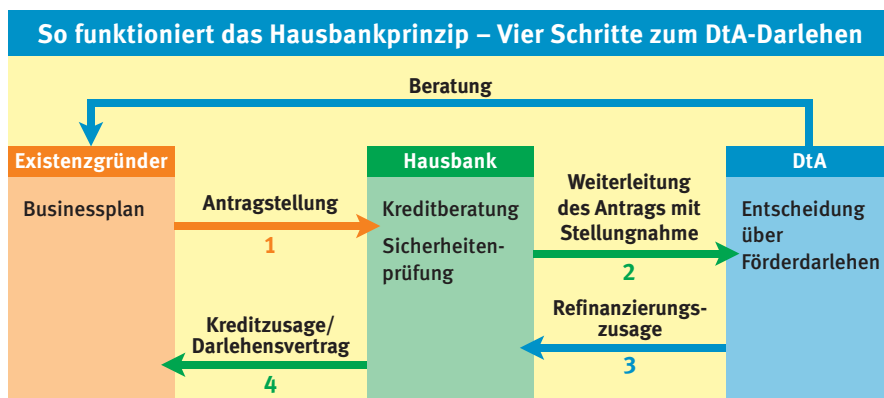 So funktioniert das Hausbankprinzip – Vier Schritte zum DtA-Darlehen
Beratung
Existenzgründer
Businessplan
Antragstellung
1
Hausbank
Kreditberatung
Sicherheiten-
prüfung
Weiterleitung
des Antrags mit
Stellungnahme
2
DtA
Entscheidung
über
Förderdarlehen
Refinanzierungs-
zusage
3
Kreditzusage/
Darlehensvertrag
4